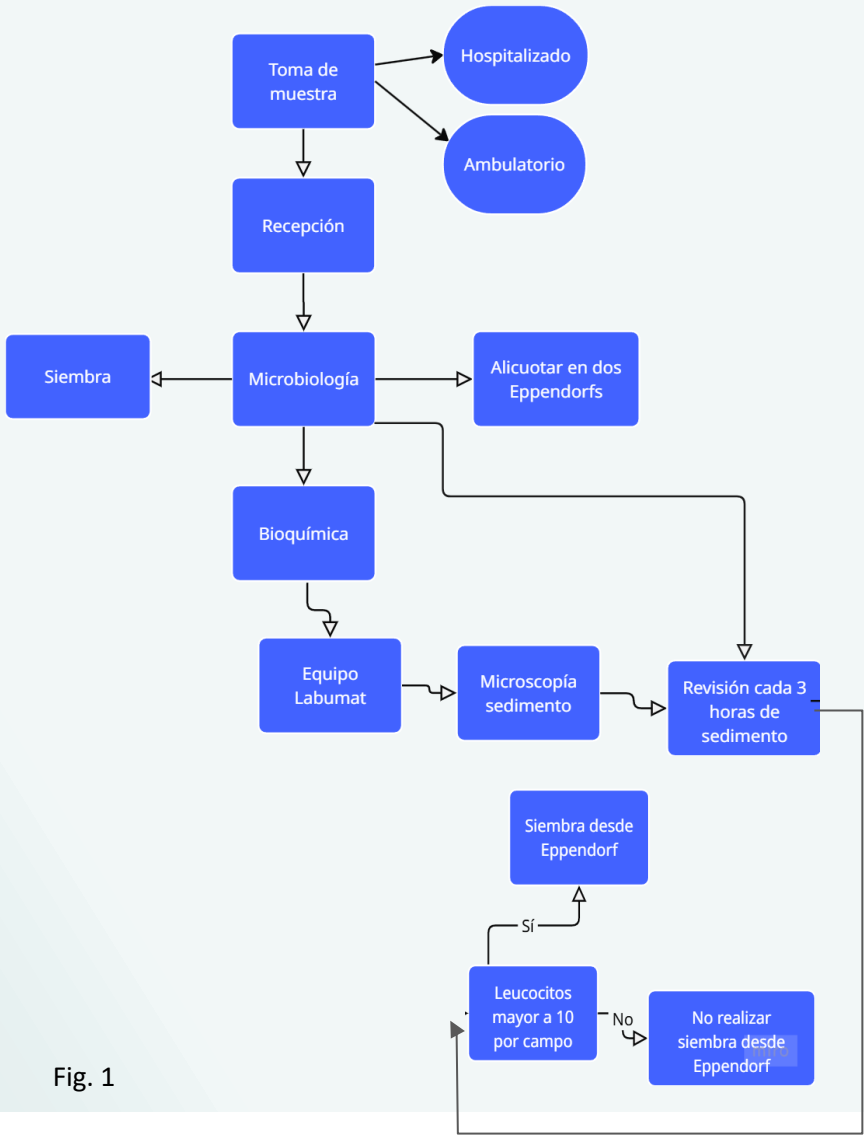 Toma de
muestra
Hospitalizado
Ambulatorio
Recepción
Siembra
Microbiología
Alicuotar en dos
Eppendorfs
Bioquímica
Equipo
Labumat
Microscopía
sedimento
Revisión cada 3
horas de
sedimento
Siembra desde
Eppendorf
Sí
Leucocitos
mayor a 10
por campo
No
No realizar
siembra desde
Eppendorf
miro
Fig. 1